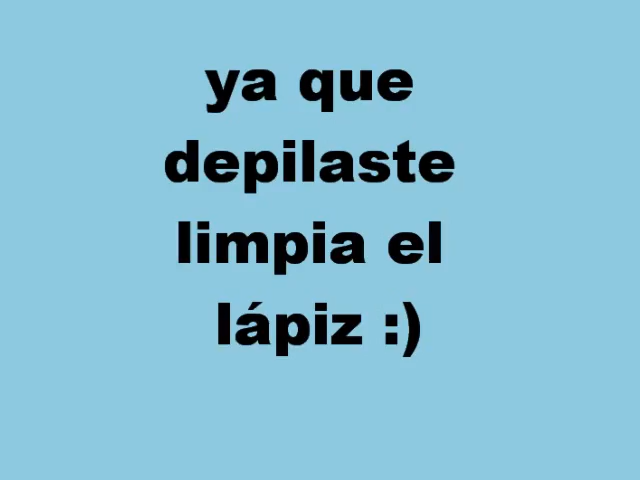 ya que
depilaste
limpia el
lápiz :)